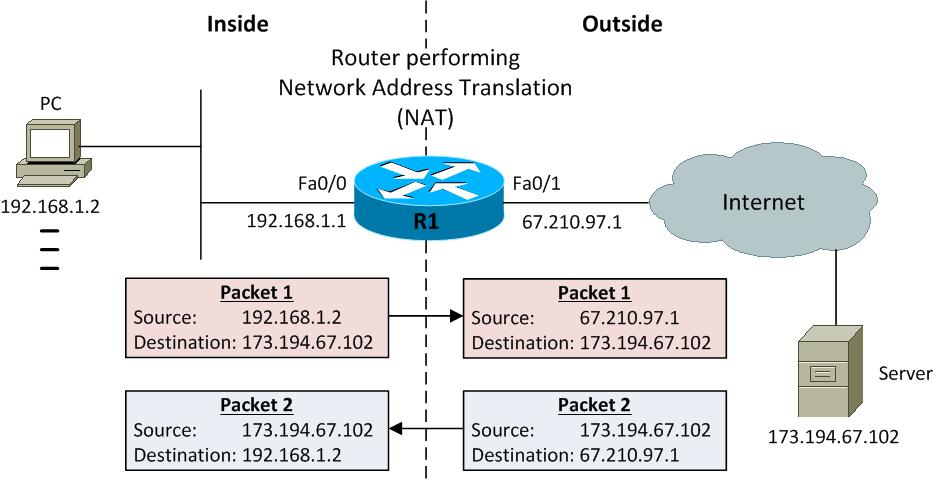 Inside
Outside
Router performing
Network Address Translation
(NAT)
PC
192.168.1.2
Fa0/0
192.168.1.1
R1
Fa0/1
67.210.97.1
Internet
Packet 1
Source: 192.168.1.2
Destination: 173.194.67.102
Packet 1
Source: 67.210.97.1
Destination: 173.194.67.102
Packet 2
Source: 173.194.67.102
Destination: 192.168.1.2
Packet 2
Source: 173.194.67.102
Destination: 67.210.97.1
Server
173.194.67.102